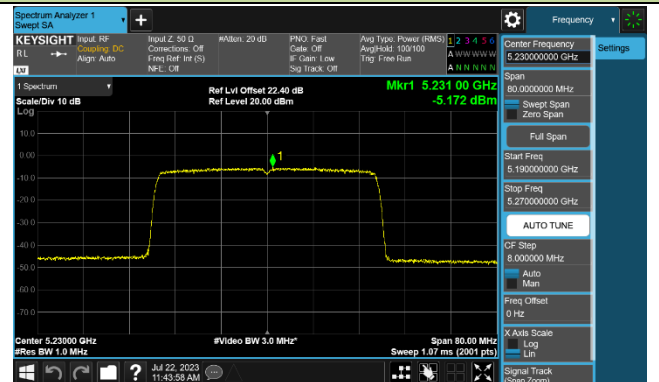 Spectrum Analyzer 1
Swept SA
+
Frequency
KEYSIGHT
RL
LXI
Input: RF
Coupling: DC
Align: Auto
Input Z: 50 Ω
Corrections: Off
Freq Ref: Int (S)
NFE: Off
#Atten: 20 dB
PNO: Fast
Gate: Off
IF Gain: Low
Sig Track: Off
Avg Type: Power (RMS)
Avg|Hold: 100/100
Trig: Free Run
1 2 3 4 5 6
A W W W W W
A N N N N N
1 Spectrum
Scale/Div 10 dB
Log
Ref Lvl Offset 22.40 dB
Ref Level 20.00 dBm
Mkr1 5.231 00 GHz
-5.172 dBm
1
10.0
0.00
-10.0
-20.0
-30.0
-40.0
-50.0
-60.0
-70.0
Center 5.23000 GHz
#Res BW 1.0 MHz
#Video BW 3.0 MHz*
Span 80.00 MHz
Sweep 1.07 ms (2001 pts)
Jul 22, 2023
11:43:58 AM
?
Center Frequency
5.230000000 GHz
Settings
Span
80.0000000 MHz
Swept Span
Zero Span
Full Span
Start Freq
5.190000000 GHz
Stop Freq
5.270000000 GHz
AUTO TUNE
CF Step
8.000000 MHz
Auto
Man
Freq Offset
0 Hz
X Axis Scale
Log
Lin
Signal Track
(Span Zoom)